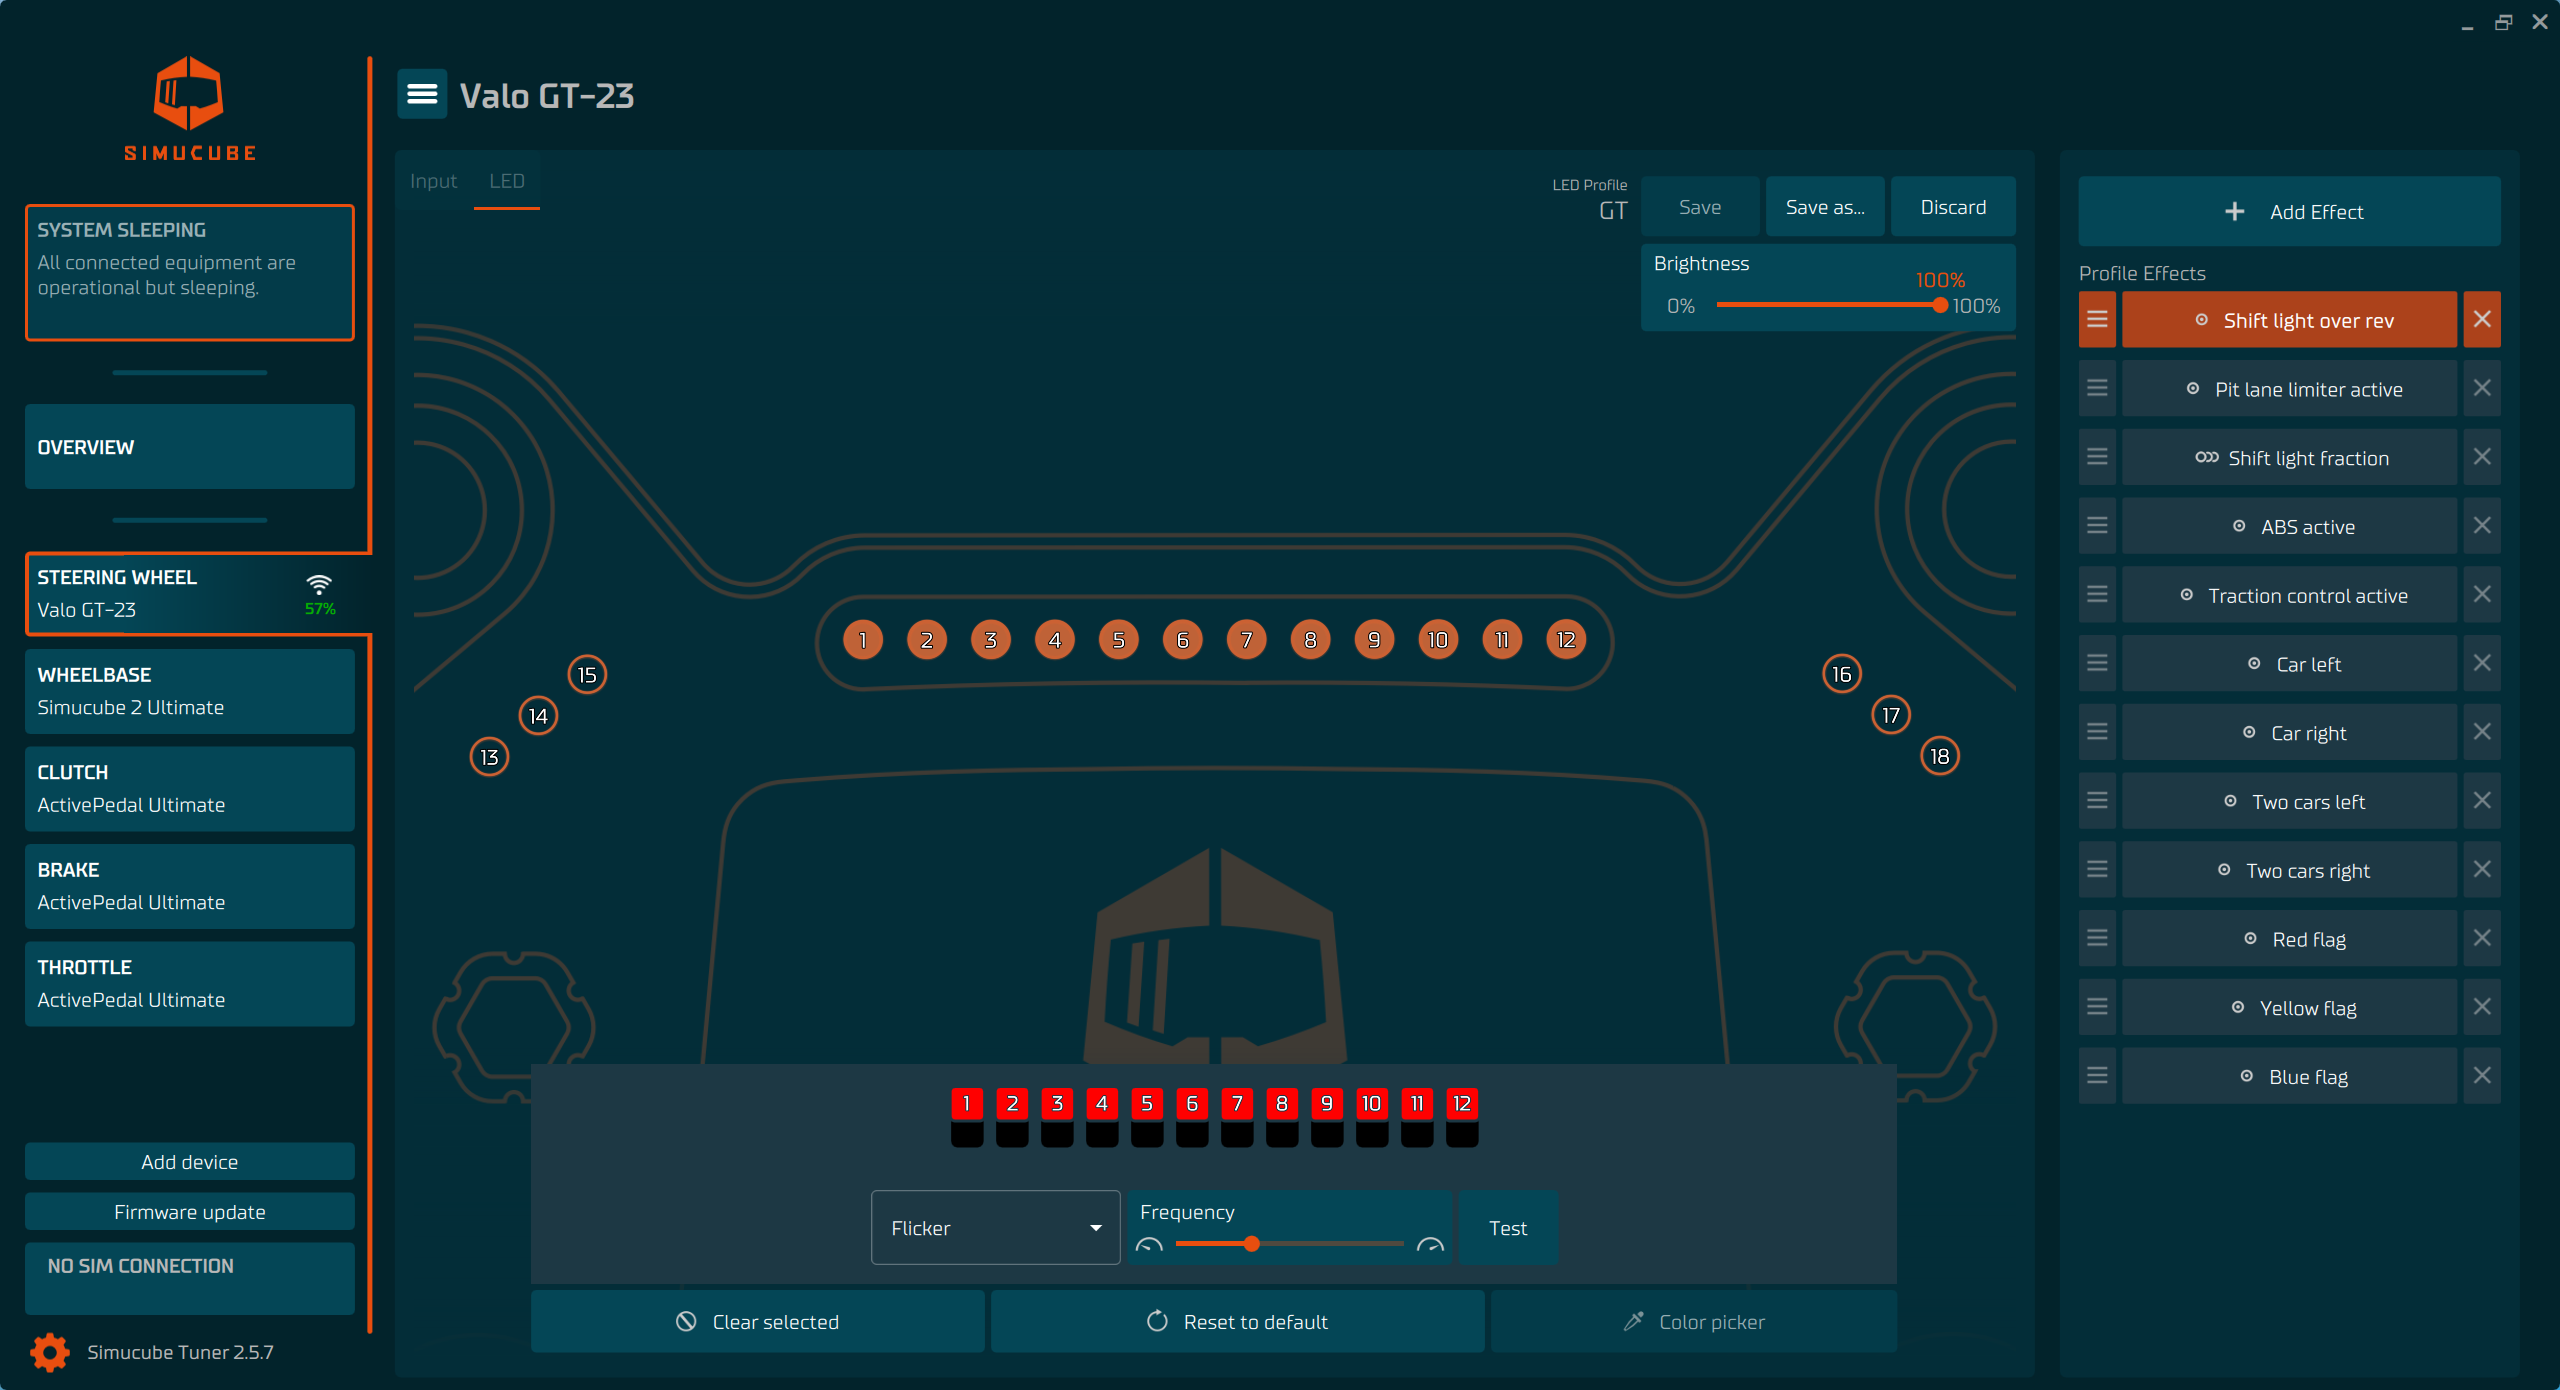 SIMUCUBE
SYSTEM SLEEPING
All connected equipment are
operational but sleeping.
OVERVIEW
STEERING WHEEL
Valo GT-23
57%
WHEELBASE
Simucube 2 Ultimate
CLUTCH
ActivePedal Ultimate
BRAKE
ActivePedal Ultimate
THROTTLE
ActivePedal Ultimate
Add device
Firmware update
NO SIM CONNECTION
Simucube Tuner 2.5.7
Valo GT-23
Input LED
LED Profile
GT
Save Save as... Discard
Brightness
100%
0% 100%
1 2 3 4 5 6 7 8 9 10 11 12
15 16
14 17
13 18
1 2 3 4 5 6 7 8 9 10 11 12
Flicker
Frequency
Test
Clear selected Reset to default Color picker
Add Effect
Profile Effects
Shift light over rev
Pit lane limiter active
Shift light fraction
ABS active
Traction control active
Car left
Car right
Two cars left
Two cars right
Red flag
Yellow flag
Blue flag